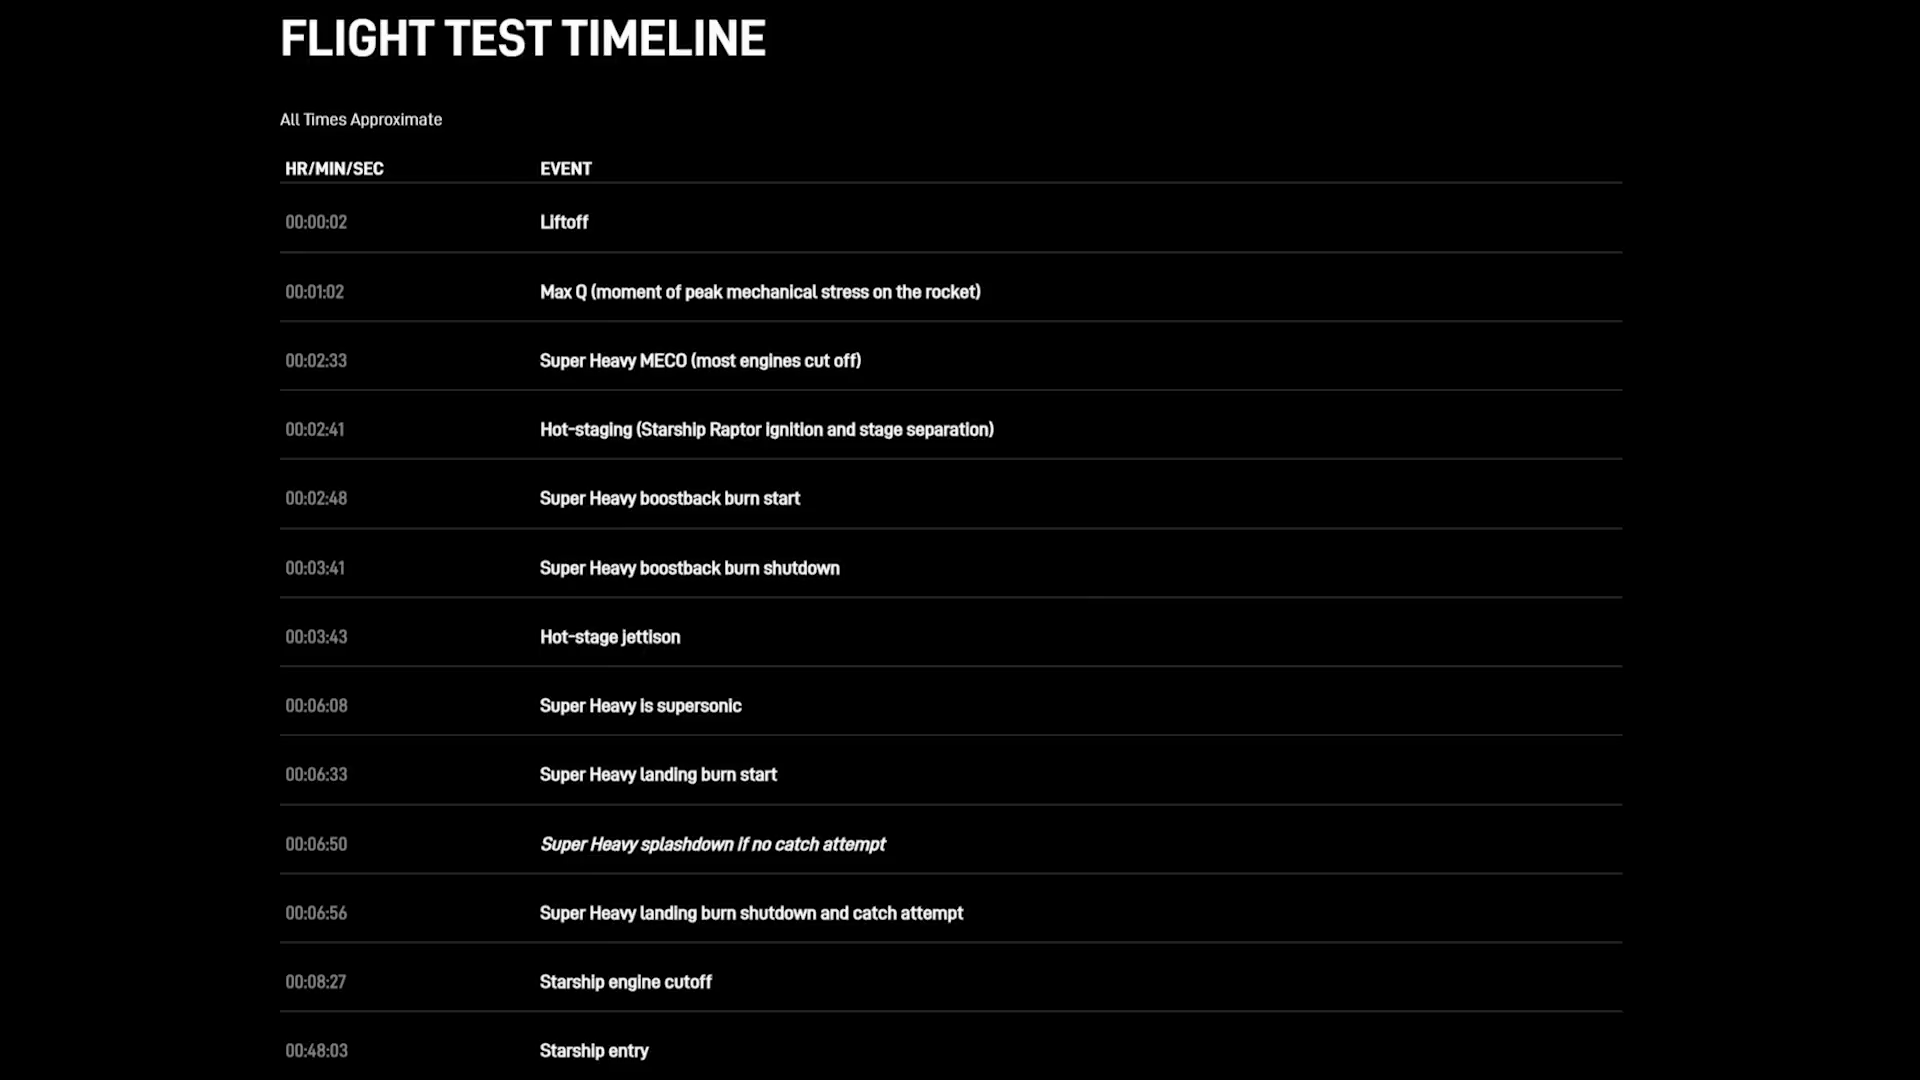 FLIGHT TEST TIMELINE
All Times Approximate
HR/MIN/SEC EVENT
00:00:02 Liftoff
00:01:02 Max Q (moment of peak mechanical stress on the rocket)
00:02:33 Super Heavy MECO (most engines cut off)
00:02:41 Hot-staging (Starship Raptor ignition and stage separation)
00:02:48 Super Heavy boostback burn start
00:03:41 Super Heavy boostback burn shutdown
00:03:43 Hot-stage jettison
00:06:08 Super Heavy is supersonic
00:06:33 Super Heavy landing burn start
00:06:50 Super Heavy splashdown if no catch attempt
00:06:56 Super Heavy landing burn shutdown and catch attempt
00:08:27 Starship engine cutoff
00:48:03 Starship entry